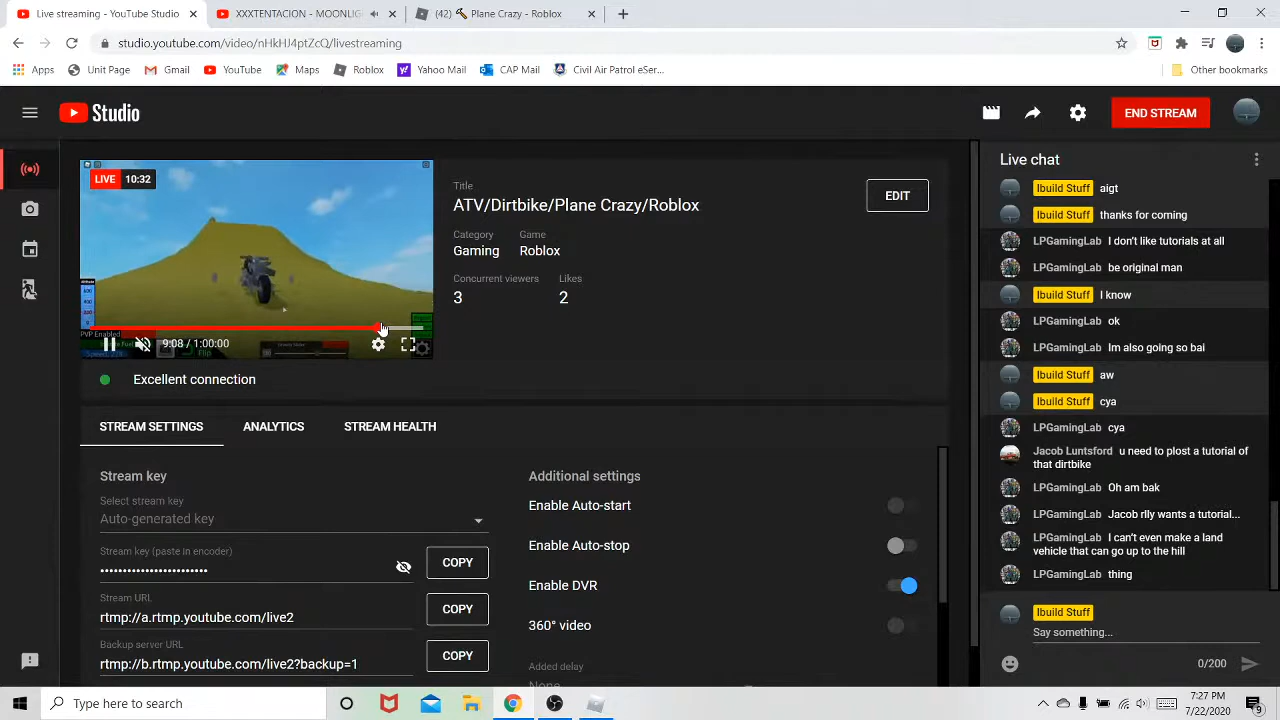 Live streaming - YouTube Studio
XXXTENTACION - MOONLIG
(42) 🔨 Plane Crazy - Roblox
studio.youtube.com/video/nHkHJ4ptZcQ/livestreaming
Apps
Unit Page
Gmail
YouTube
Maps
Roblox
Yahoo Mail
CAP Mail
Civil Air Patrol eSer...
Other bookmarks
Studio
END STREAM
LIVE 10:32
PVP Enabled
Flip
9:08 / 1:00:00
Title
ATV/Dirtbike/Plane Crazy/Roblox
EDIT
Category
Game
Gaming
Roblox
Concurrent viewers
Likes
3
2
Excellent connection
STREAM SETTINGS
ANALYTICS
STREAM HEALTH
Stream key
Select stream key
Auto-generated key
Stream key (paste in encoder)
•••••••••••••••••••••••
COPY
Stream URL
rtmp://a.rtmp.youtube.com/live2
COPY
Backup server URL
rtmp://b.rtmp.youtube.com/live2?backup=1
COPY
Additional settings
Enable Auto-start
Enable Auto-stop
Enable DVR
360° video
Added delay
Live chat
Ibuild Stuff aigt
Ibuild Stuff thanks for coming
LPGamingLab I don't like tutorials at all
LPGamingLab be original man
Ibuild Stuff I know
LPGamingLab ok
LPGamingLab Im also going so bai
Ibuild Stuff aw
Ibuild Stuff cya
LPGamingLab cya
Jacob Luntsford u need to plost a tutorial of
that dirtbike
LPGamingLab Oh am bak
LPGamingLab Jacob rlly wants a tutorial...
LPGamingLab I can't even make a land
vehicle that can go up to the hill
LPGamingLab thing
Ibuild Stuff
Say something...
0/200
Type here to search
7:27 PM
7/22/2020
9